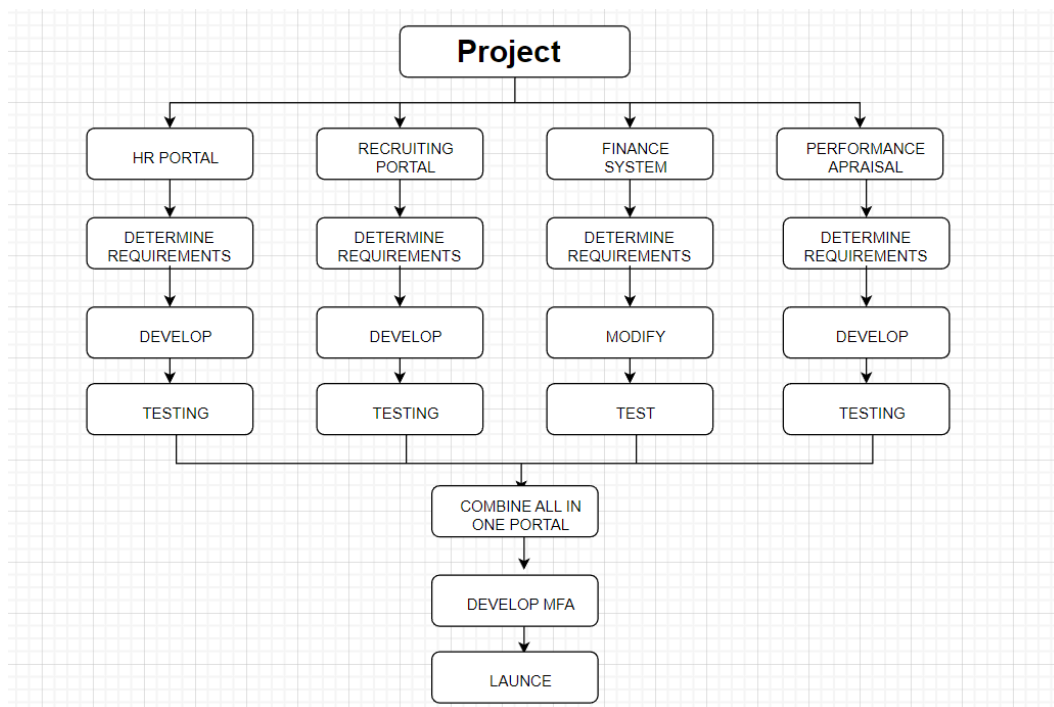 Project
HR PORTAL
RECRUITING
PORTAL
FINANCE
SYSTEM
PERFORMANCE
APRAISAL
DETERMINE
REQUIREMENTS
DETERMINE
REQUIREMENTS
DETERMINE
REQUIREMENTS
DETERMINE
REQUIREMENTS
DEVELOP
DEVELOP
MODIFY
DEVELOP
TESTING
TESTING
TEST
TESTING
COMBINE ALL IN
ONE PORTAL
DEVELOP MFA
LAUNCE